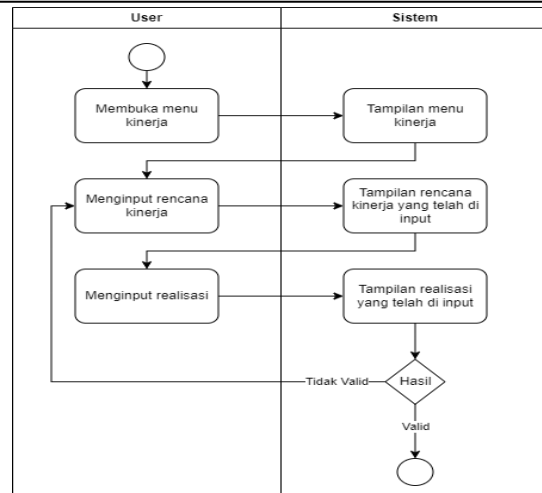 User
Sistem
Membuka menu
kinerja
Tampilan menu
kinerja
Menginput rencana
kinerja
Tampilan rencana
kinerja yang telah di
input
Menginput realisasi
Tampilan realisasi
yang telah di input
Tidak Valid
Hasil
Valid